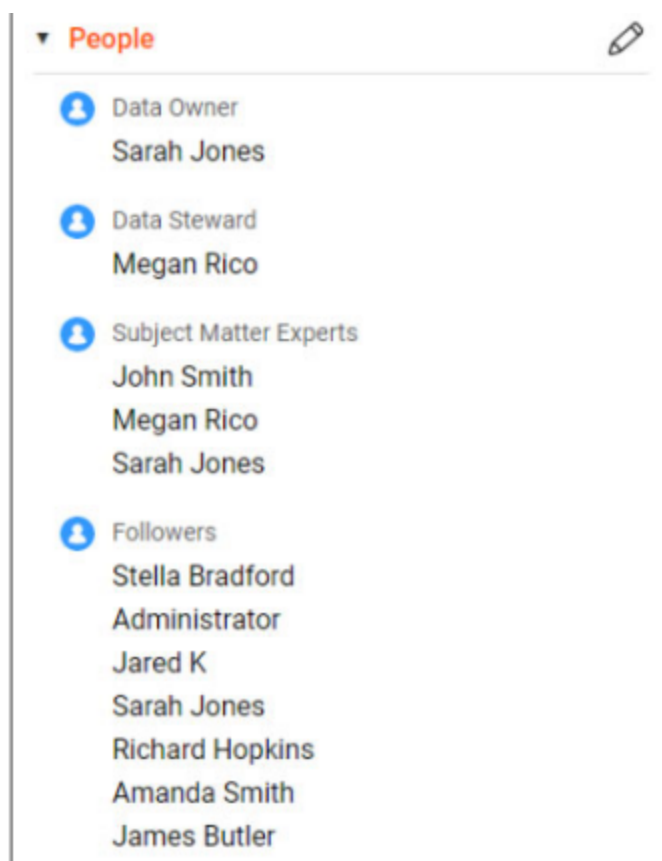 People
Data Owner
Sarah Jones
Data Steward
Megan Rico
Subject Matter Experts
John Smith
Megan Rico
Sarah Jones
Followers
Stella Bradford
Administrator
Jared K
Sarah Jones
Richard Hopkins
Amanda Smith
James Butler